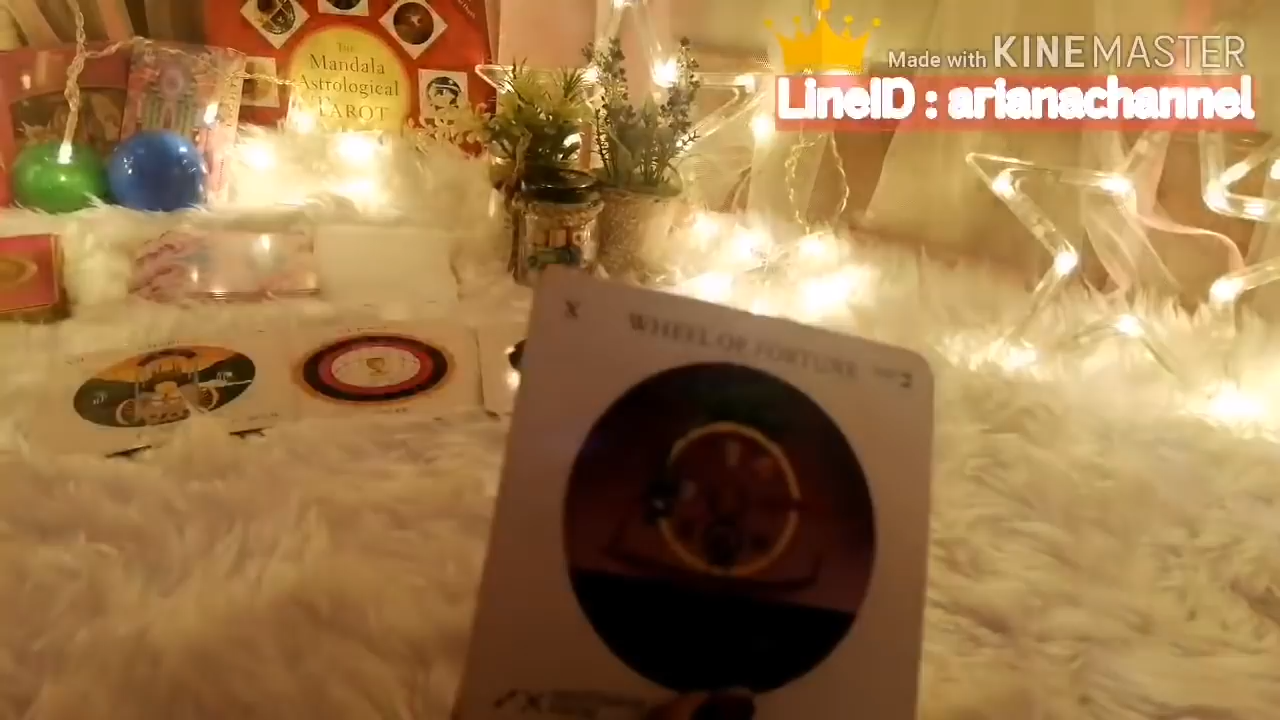 THE
Mandala
Astrological
TAROT
Made with KINEMASTER
LineID : arianachannel
X
WHEEL OF FORTUNE
X